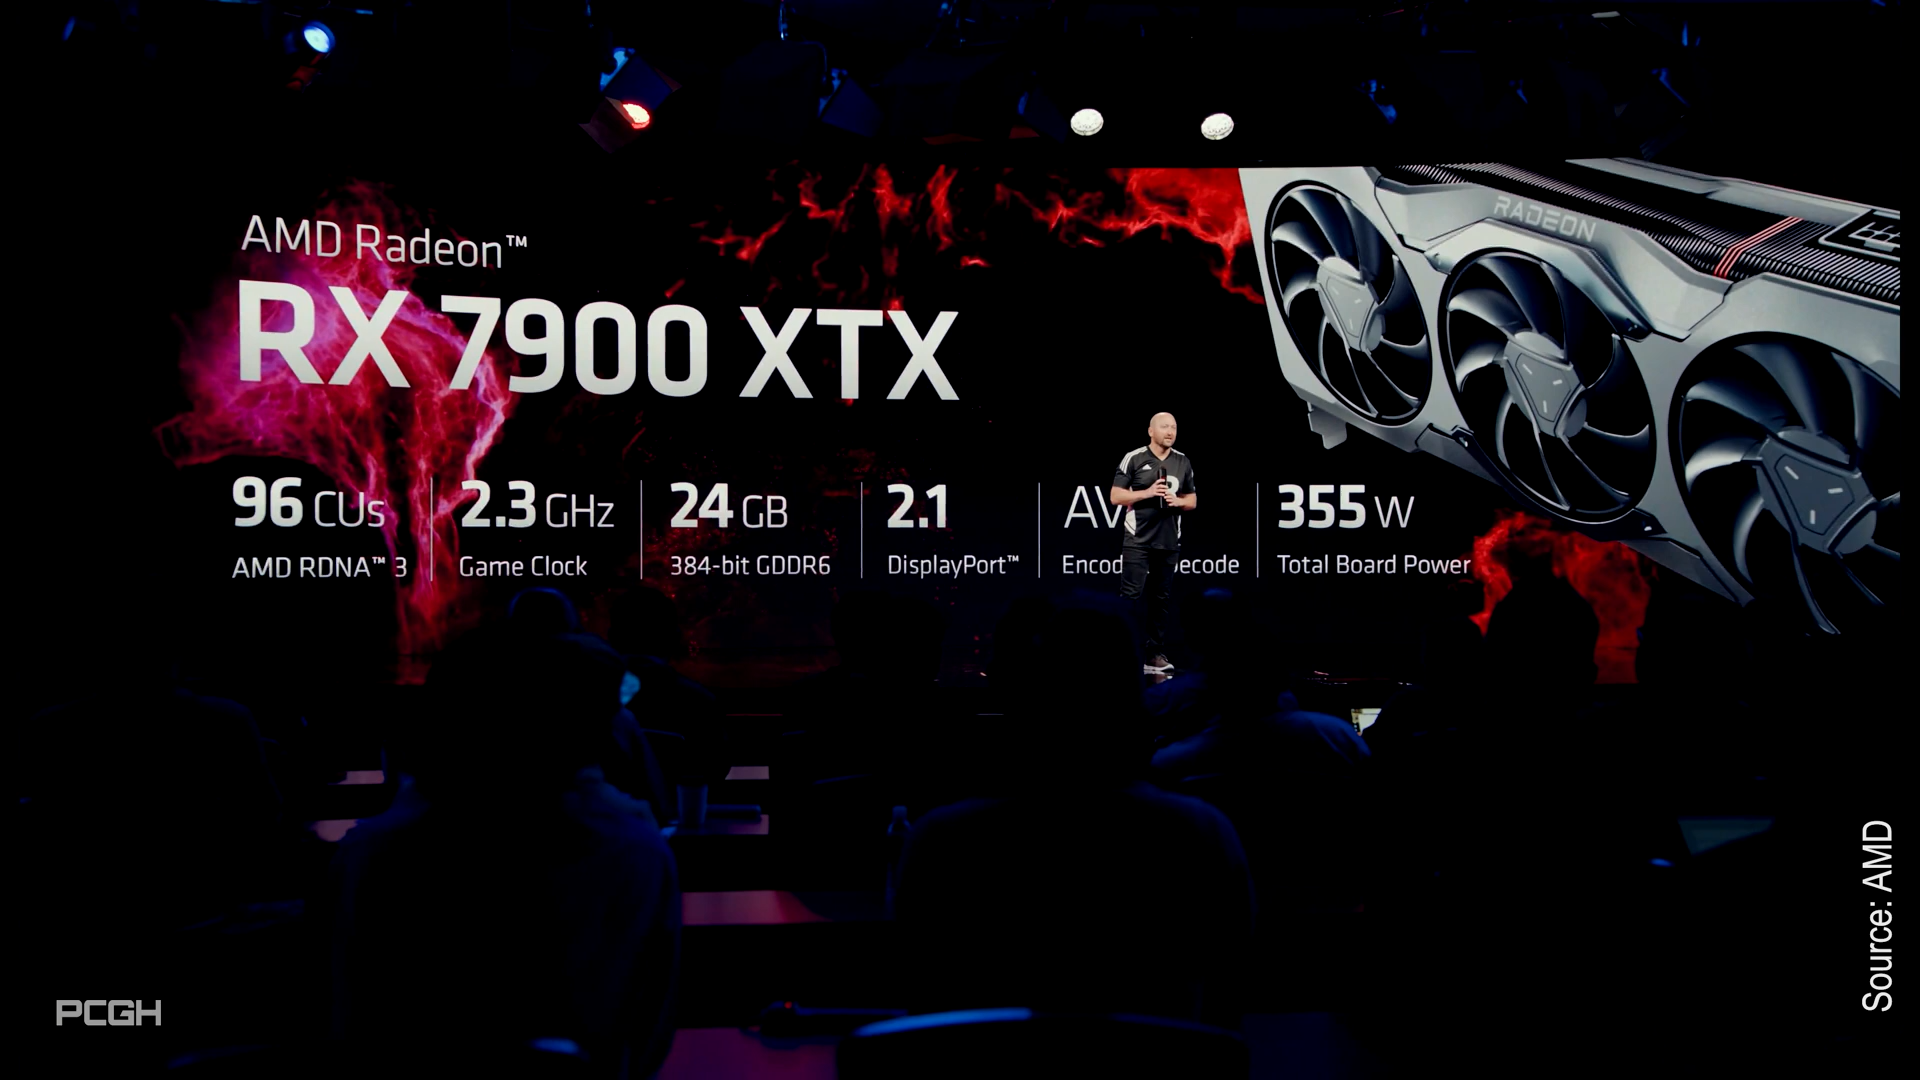 RADEON
AMD Radeon™
RX 7900 XTX
96 CUs
AMD RDNA™ 3
2.3 GHz
Game Clock
24 GB
384-bit GDDR6
2.1
DisplayPort™
355 W
Total Board Power
Source: AMD
PCGH